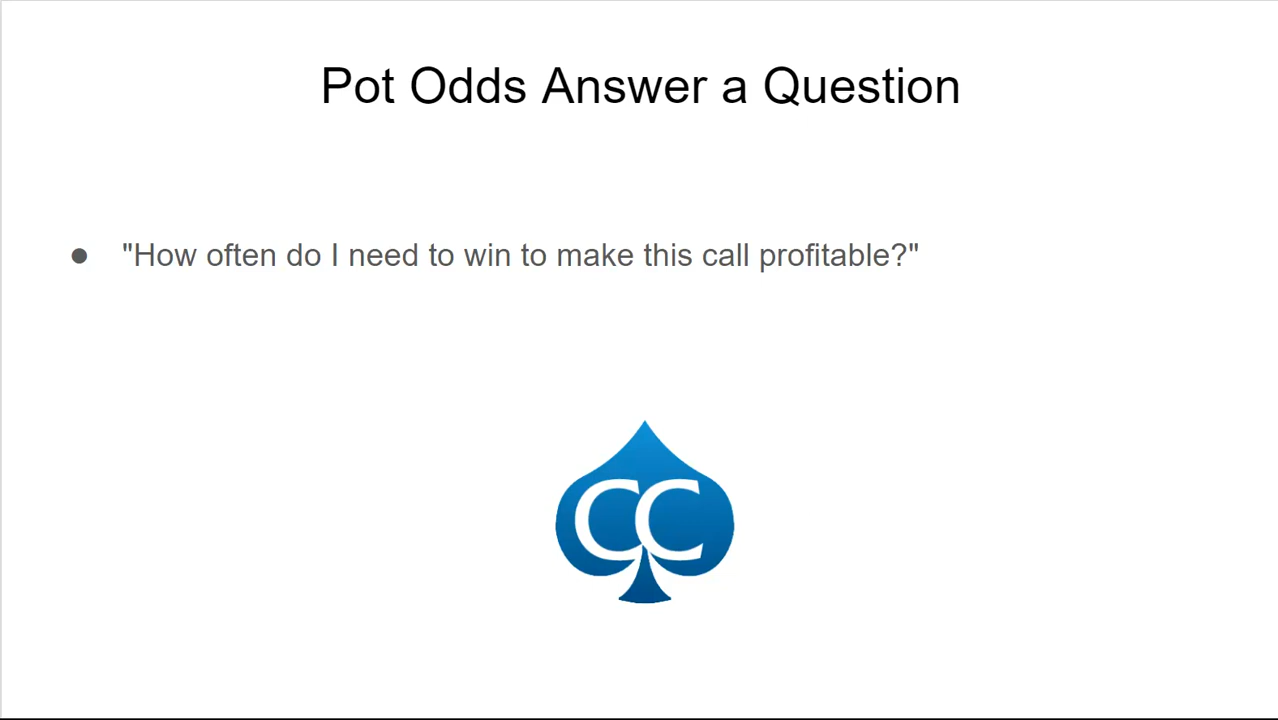 Pot Odds Answer a Question
● "How often do I need to win to make this call profitable?"
CC